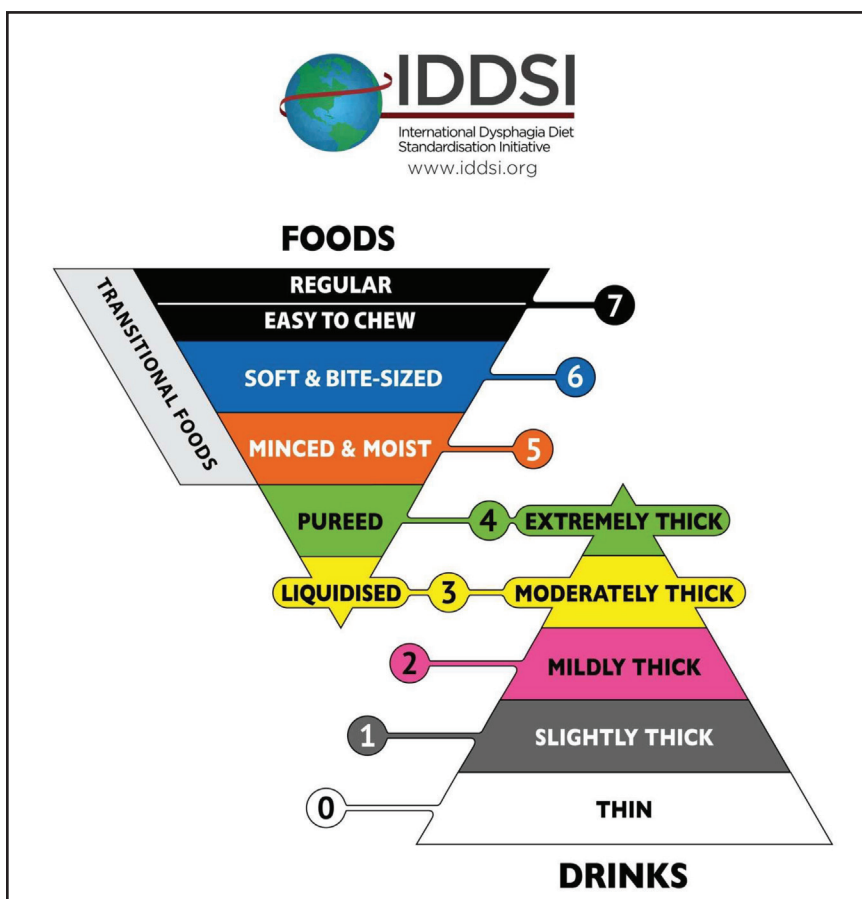 IDDSI
International Dysphagia Diet
Standardisation Initiative
www.iddsi.org
FOODS
TRANSITIONAL FOODS
REGULAR
EASY TO CHEW
7
SOFT & BITE-SIZED
6
MINCED & MOIST
5
PUREED
4
EXTREMELY THICK
LIQUIDISED
3
MODERATELY THICK
2
MILDLY THICK
1
SLIGHTLY THICK
0
THIN
DRINKS